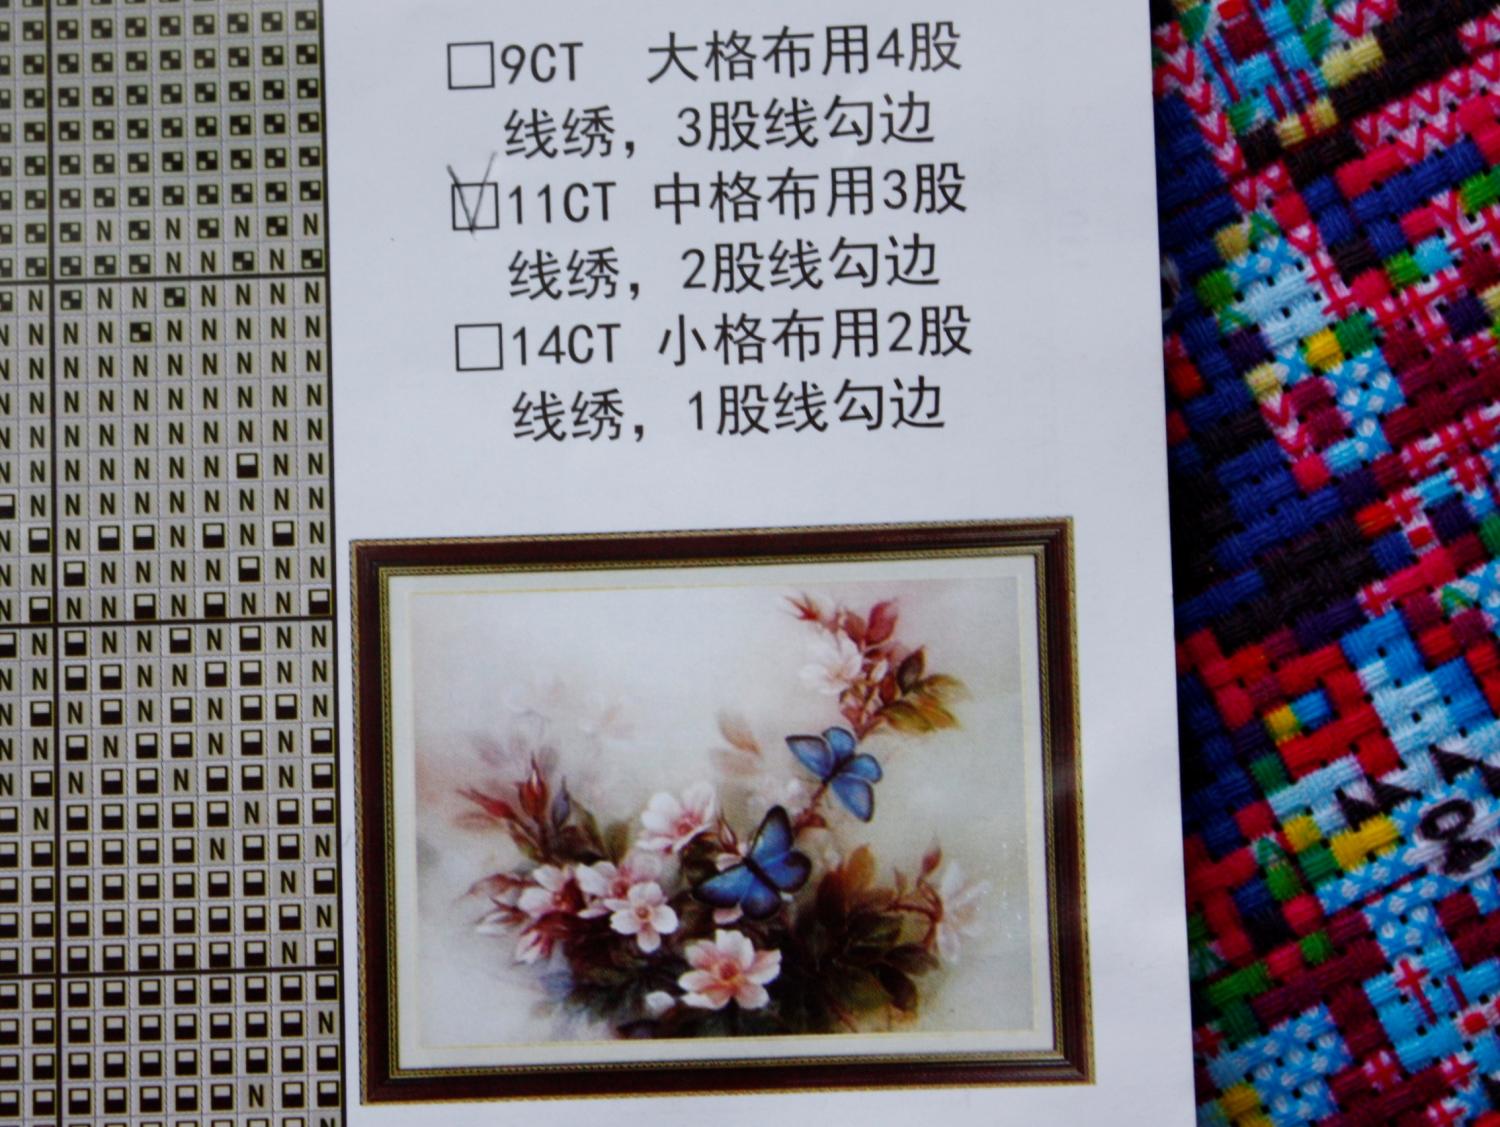 □9CT 大格布用4股
线绣，3股线勾边
☑11CT 中格布用3股
线绣，2股线勾边
□14CT 小格布用2股
线绣，1股线勾边